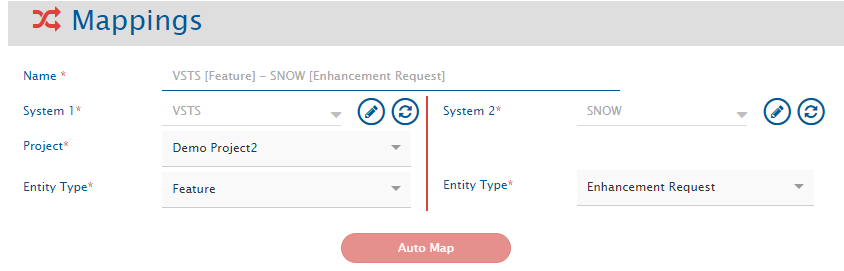 Mappings
Name * VSTS [Feature] – SNOW [Enhancement Request]
System 1* VSTS System 2* SNOW
Project* Demo Project2
Entity Type* Feature Entity Type* Enhancement Request
Auto Map